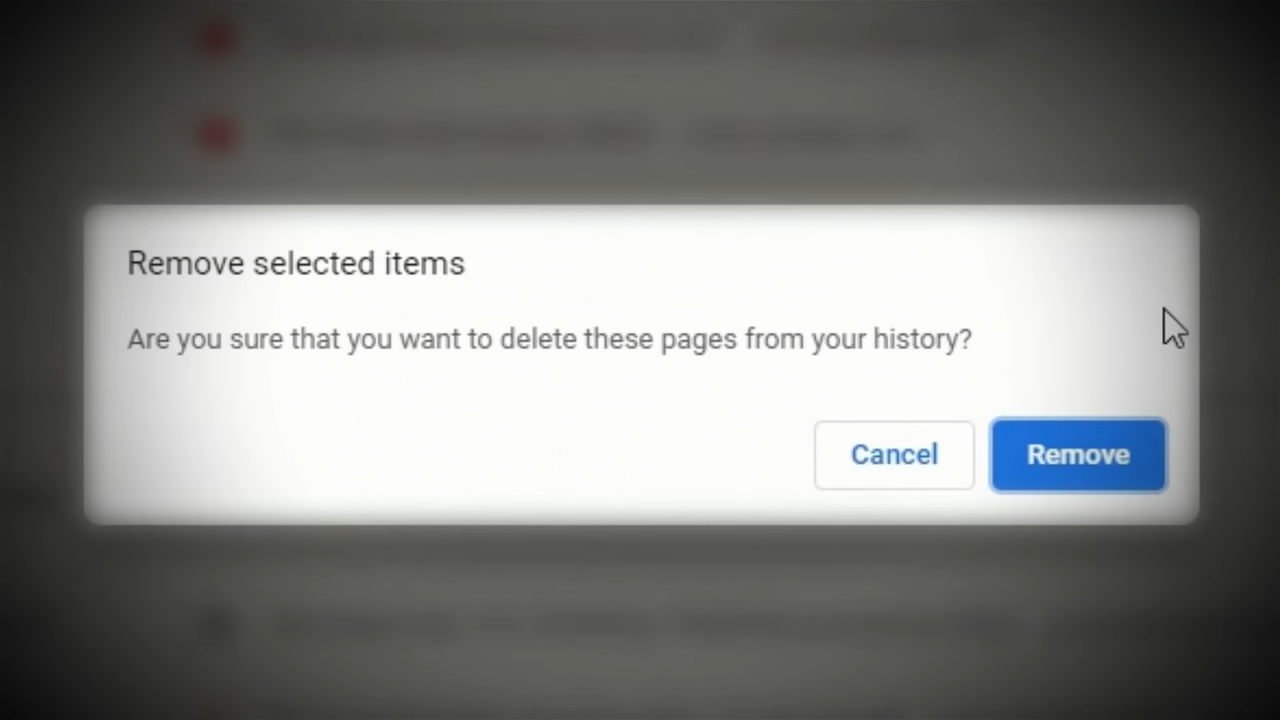 Remove selected items
Are you sure that you want to delete these pages from your history?
Cancel
Remove